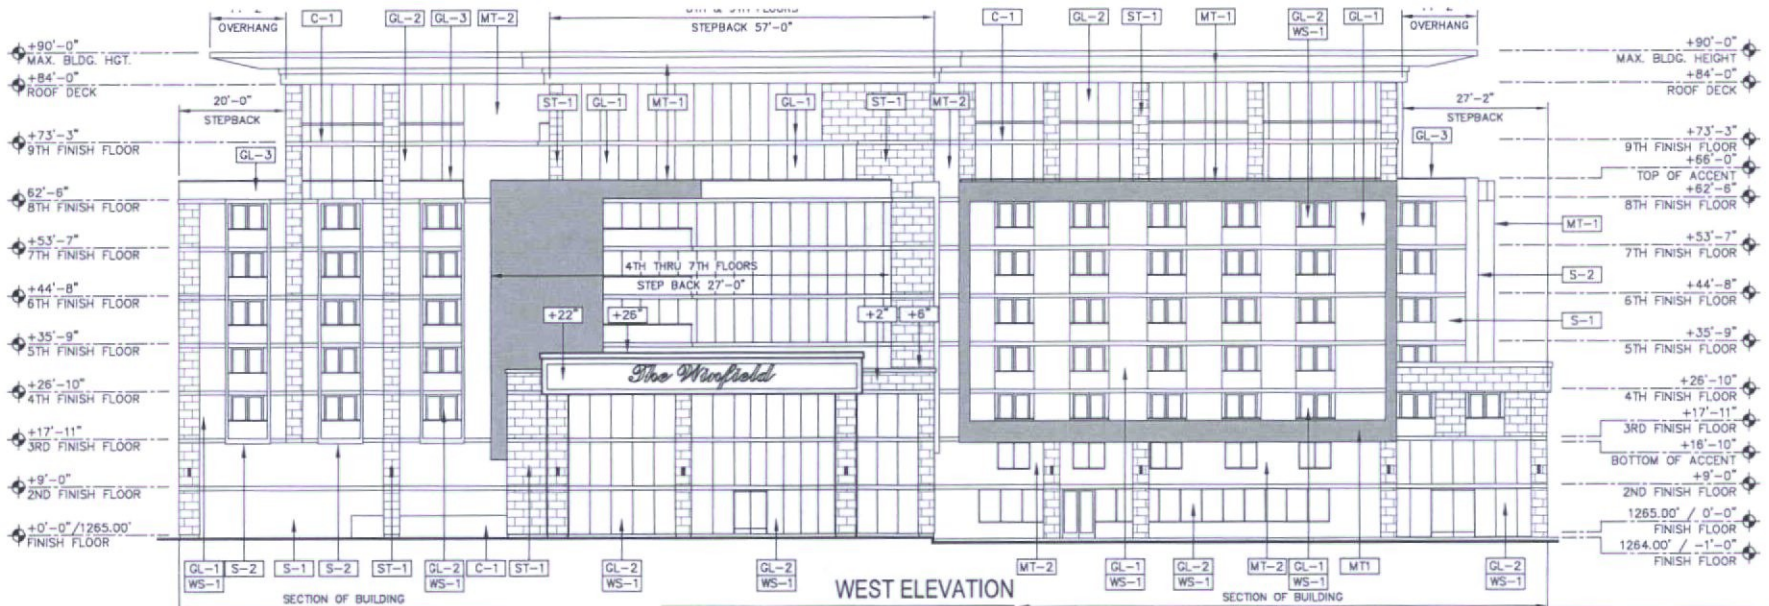 OVERHANG
C-1
GL-2
GL-3
MT-2
STEPBACK 57'-0"
C-1
GL-2
ST-1
MT-1
GL-2
WS-1
GL-1
OVERHANG
+90'-0"
MAX. BLDG. HGT.
+84'-0"
ROOF DECK
20'-0"
STEPBACK
+73'-3"
9TH FINISH FLOOR
GL-3
62'-6"
8TH FINISH FLOOR
+53'-7"
7TH FINISH FLOOR
+44'-8"
6TH FINISH FLOOR
+35'-9"
5TH FINISH FLOOR
+26'-10"
4TH FINISH FLOOR
+17'-11"
3RD FINISH FLOOR
+9'-0"
2ND FINISH FLOOR
+0'-0"/1265.00'
FINISH FLOOR
ST-1
GL-1
MT-1
GL-1
ST-1
MT-2
4TH THRU 7TH FLOORS
STEP BACK 27'-0"
+22"
+26"
+2"
+6"
The Winfield
+90'-0"
MAX. BLDG. HEIGHT
+84'-0"
ROOF DECK
27'-2"
STEPBACK
GL-3
+73'-3"
9TH FINISH FLOOR
+66'-0"
TOP OF ACCENT
+62'-6"
8TH FINISH FLOOR
MT-1
+53'-7"
7TH FINISH FLOOR
S-2
+44'-8"
6TH FINISH FLOOR
S-1
+35'-9"
5TH FINISH FLOOR
+26'-10"
4TH FINISH FLOOR
+17'-11"
3RD FINISH FLOOR
+16'-10"
BOTTOM OF ACCENT
+9'-0"
2ND FINISH FLOOR
1265.00' / 0'-0"
FINISH FLOOR
1264.00' / -1'-0"
FINISH FLOOR
GL-1
WS-1
S-2
S-1
S-2
ST-1
GL-2
WS-1
C-1
ST-1
GL-2
WS-1
GL-2
WS-1
MT-2
GL-1
WS-1
GL-2
WS-1
MT-2
GL-1
WS-1
MT1
GL-2
WS-1
SECTION OF BUILDING
WEST ELEVATION
SECTION OF BUILDING